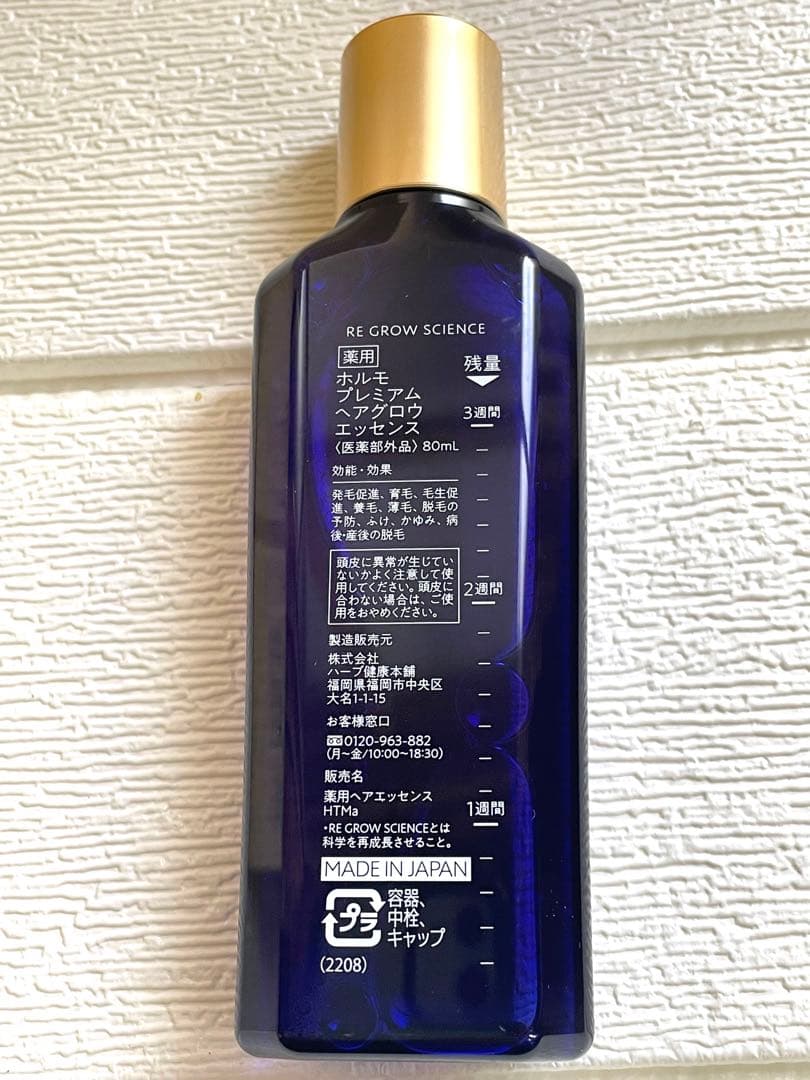 RE GROW SCIENCE
薬用
ホルモ
プレミアム
ヘアグロウ
エッセンス
〈医薬部外品〉80mL
残量
3週間
効能・効果
発毛促進、育毛、毛生促
進、養毛、薄毛、脱毛の
予防、ふけ、かゆみ、病
後・産後の脱毛
頭皮に異常が生じてい
ないかよく注意して使
用してください。頭皮に
合わない場合は、ご使
用をおやめください。
2週間
製造販売元
株式会社
ハーブ健康本舗
福岡県福岡市中央区
大名1-1-15
お客様窓口
0120-963-882
(月~金/10:00~18:30)
販売名
薬用ヘアエッセンス
HTMa
1週間
*RE GROW SCIENCEとは
科学を再成長させること。
MADE IN JAPAN
プラ
容器、
中栓、
キャップ
(2208)